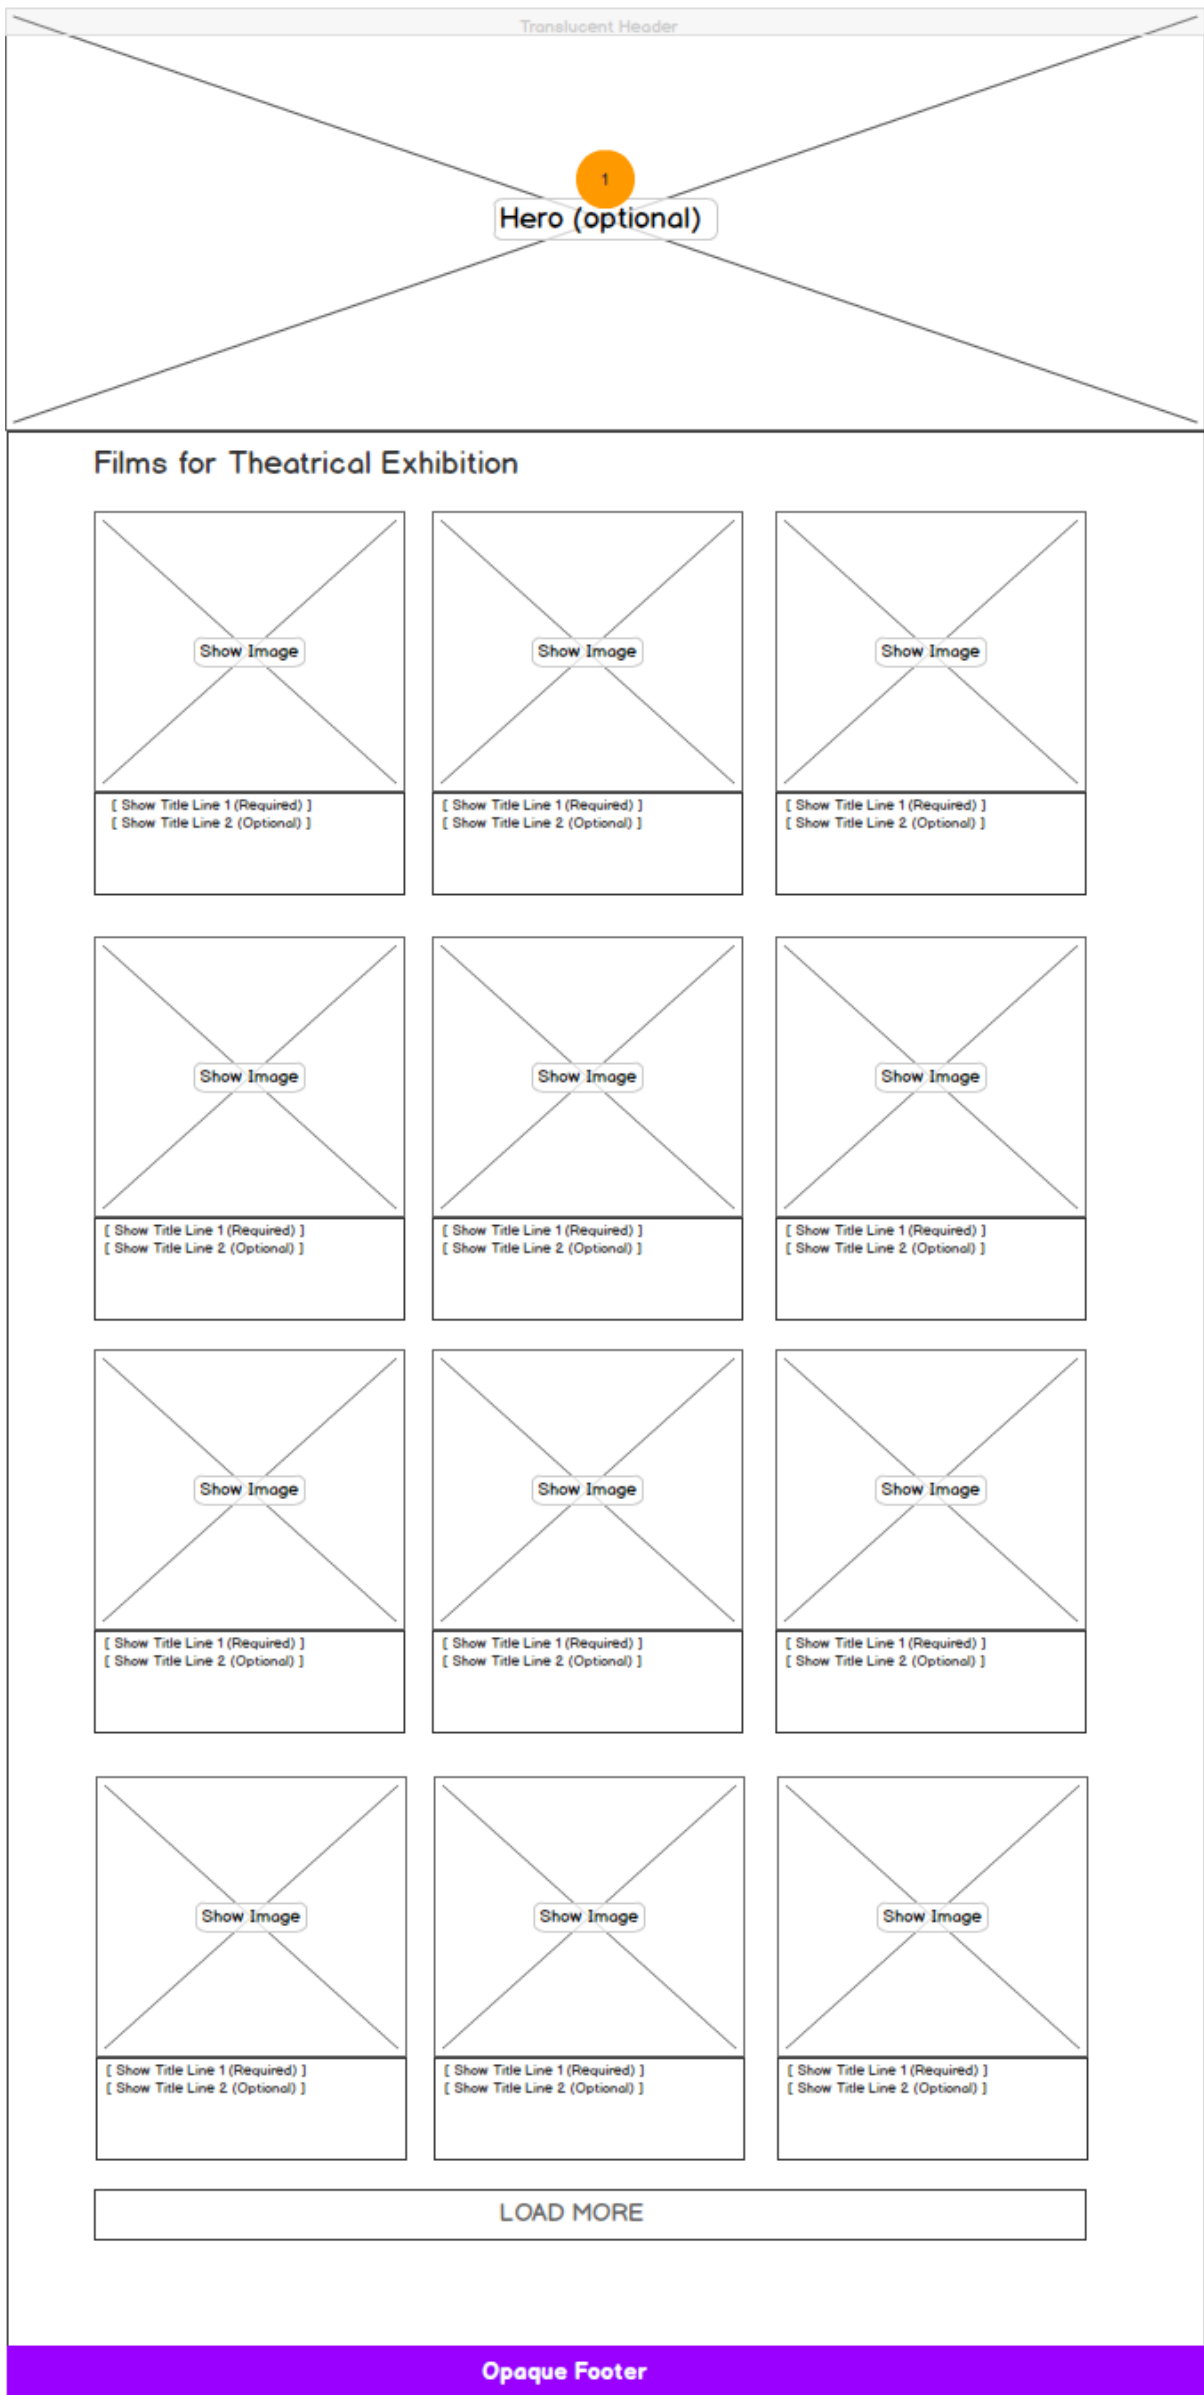 Translucent Header
1
Hero (optional)
Films for Theatrical Exhibition
Show Image
Show Image
Show Image
[ Show Title Line 1 (Required) ]
[ Show Title Line 2 (Optional) ]
[ Show Title Line 1 (Required) ]
[ Show Title Line 2 (Optional) ]
[ Show Title Line 1 (Required) ]
[ Show Title Line 2 (Optional) ]
Show Image
Show Image
Show Image
[ Show Title Line 1 (Required) ]
[ Show Title Line 2 (Optional) ]
[ Show Title Line 1 (Required) ]
[ Show Title Line 2 (Optional) ]
[ Show Title Line 1 (Required) ]
[ Show Title Line 2 (Optional) ]
Show Image
Show Image
Show Image
[ Show Title Line 1 (Required) ]
[ Show Title Line 2 (Optional) ]
[ Show Title Line 1 (Required) ]
[ Show Title Line 2 (Optional) ]
[ Show Title Line 1 (Required) ]
[ Show Title Line 2 (Optional) ]
Show Image
Show Image
Show Image
[ Show Title Line 1 (Required) ]
[ Show Title Line 2 (Optional) ]
[ Show Title Line 1 (Required) ]
[ Show Title Line 2 (Optional) ]
[ Show Title Line 1 (Required) ]
[ Show Title Line 2 (Optional) ]
LOAD MORE
Opaque Footer